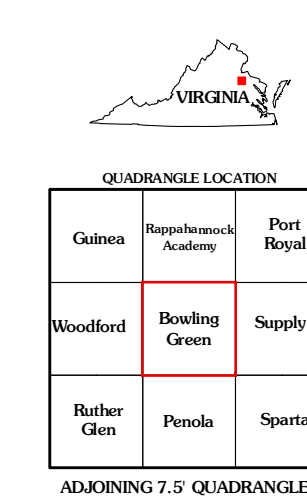 VIRGINIA
QUADRANGLE LOCATION
Guinea
Rappahannock
Academy
Port
Royal
Woodford
Bowling
Green
Supply
Ruther
Glen
Penola
Sparta
ADJOINING 7.5' QUADRANGLE